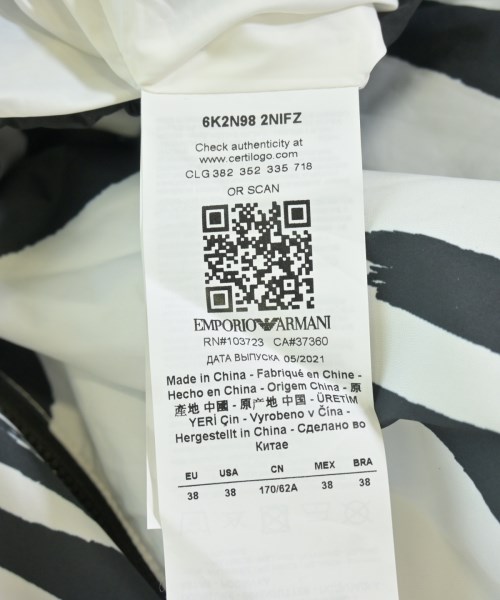 6K2N98 2NIFZ
Check authenticity at
www.certilogo.com
CLG 382 352 335 718
OR SCAN
EMPORIO ARMANI
RN#103723 CA#37360
ДАТА ВЫПУСКА 05/2021
Made in China - Fabriqué en Chine -
Hecho en China - Origem China - 原
產地 中國 - 原产地 中国 - ÜRETİM
YERİ Çin - Vyrobeno v Čína -
Hergestellt in China - Сделано во
Китае
EU USA CN MEX BRA
38 38 170/62A 38 38